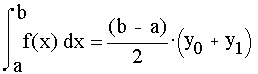 ∫ₐᵇ f(x) dx = (b - a)/2 · (y₀ + y₁)